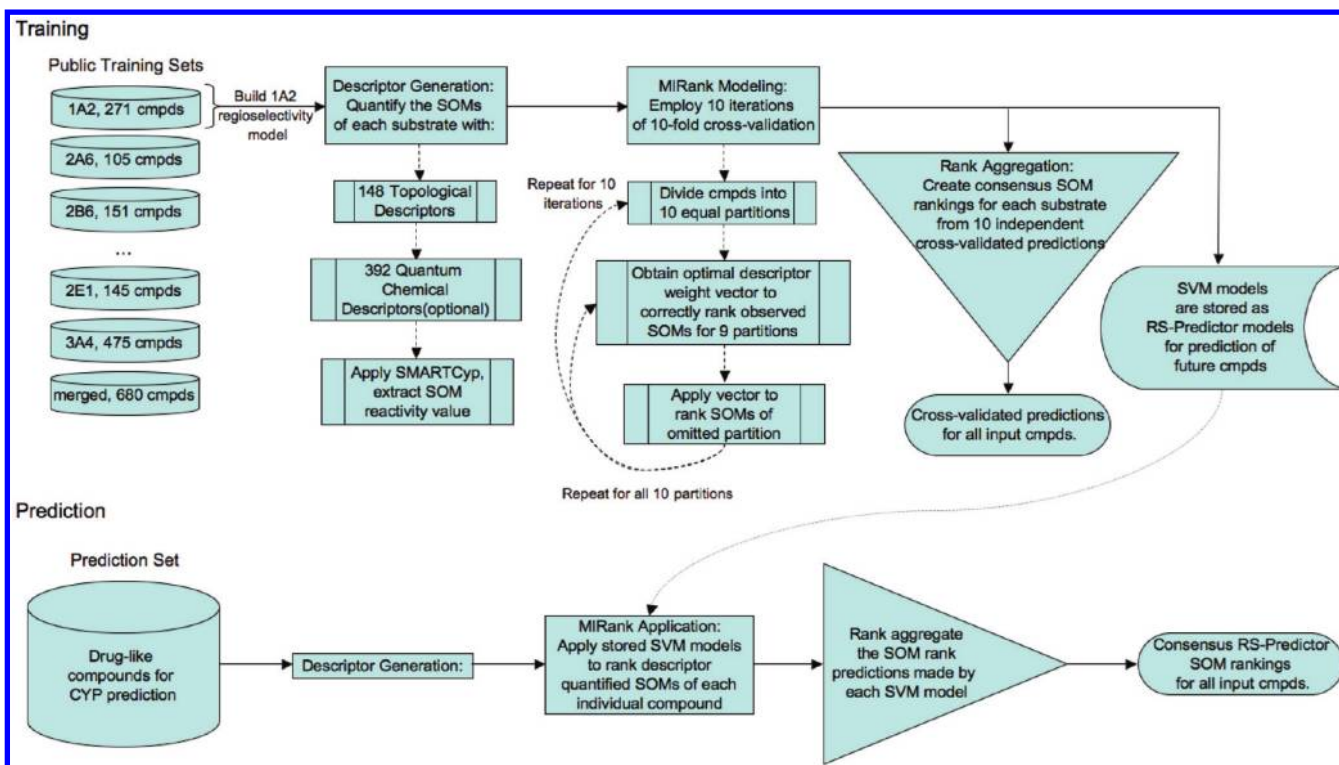 Training
Public Training Sets
1A2, 271 cmpds
2A6, 105 cmpds
2B6, 151 cmpds
...
2E1, 145 cmpds
3A4, 475 cmpds
merged, 680 cmpds
Build 1A2
regioselectivity
model
Descriptor Generation:
Quantify the SOMs
of each substrate with:
148 Topological
Descriptors
392 Quantum
Chemical
Descriptors(optional)
Apply SMARTCyp,
extract SOM
reactivity value
MIRank Modeling:
Employ 10 iterations
of 10-fold cross-validation
Repeat for 10
iterations
Divide cmpds into
10 equal partitions
Obtain optimal descriptor
weight vector to
correctly rank observed
SOMs for 9 partitions
Apply vector to
rank SOMs of
omitted partition
Repeat for all 10 partitions
Rank Aggregation:
Create consensus SOM
rankings for each substrate
from 10 independent
cross-validated predictions
Cross-validated predictions
for all input cmpds.
SVM models
are stored as
RS-Predictor models
for prediction of
future cmpds
Prediction
Prediction Set
Drug-like
compounds for
CYP prediction
Descriptor Generation:
MIRank Application:
Apply stored SVM models
to rank descriptor
quantified SOMs of each
individual compound
Rank aggregate
the SOM rank
predictions made by
each SVM model
Consensus RS-Predictor
SOM rankings
for all input cmpds.